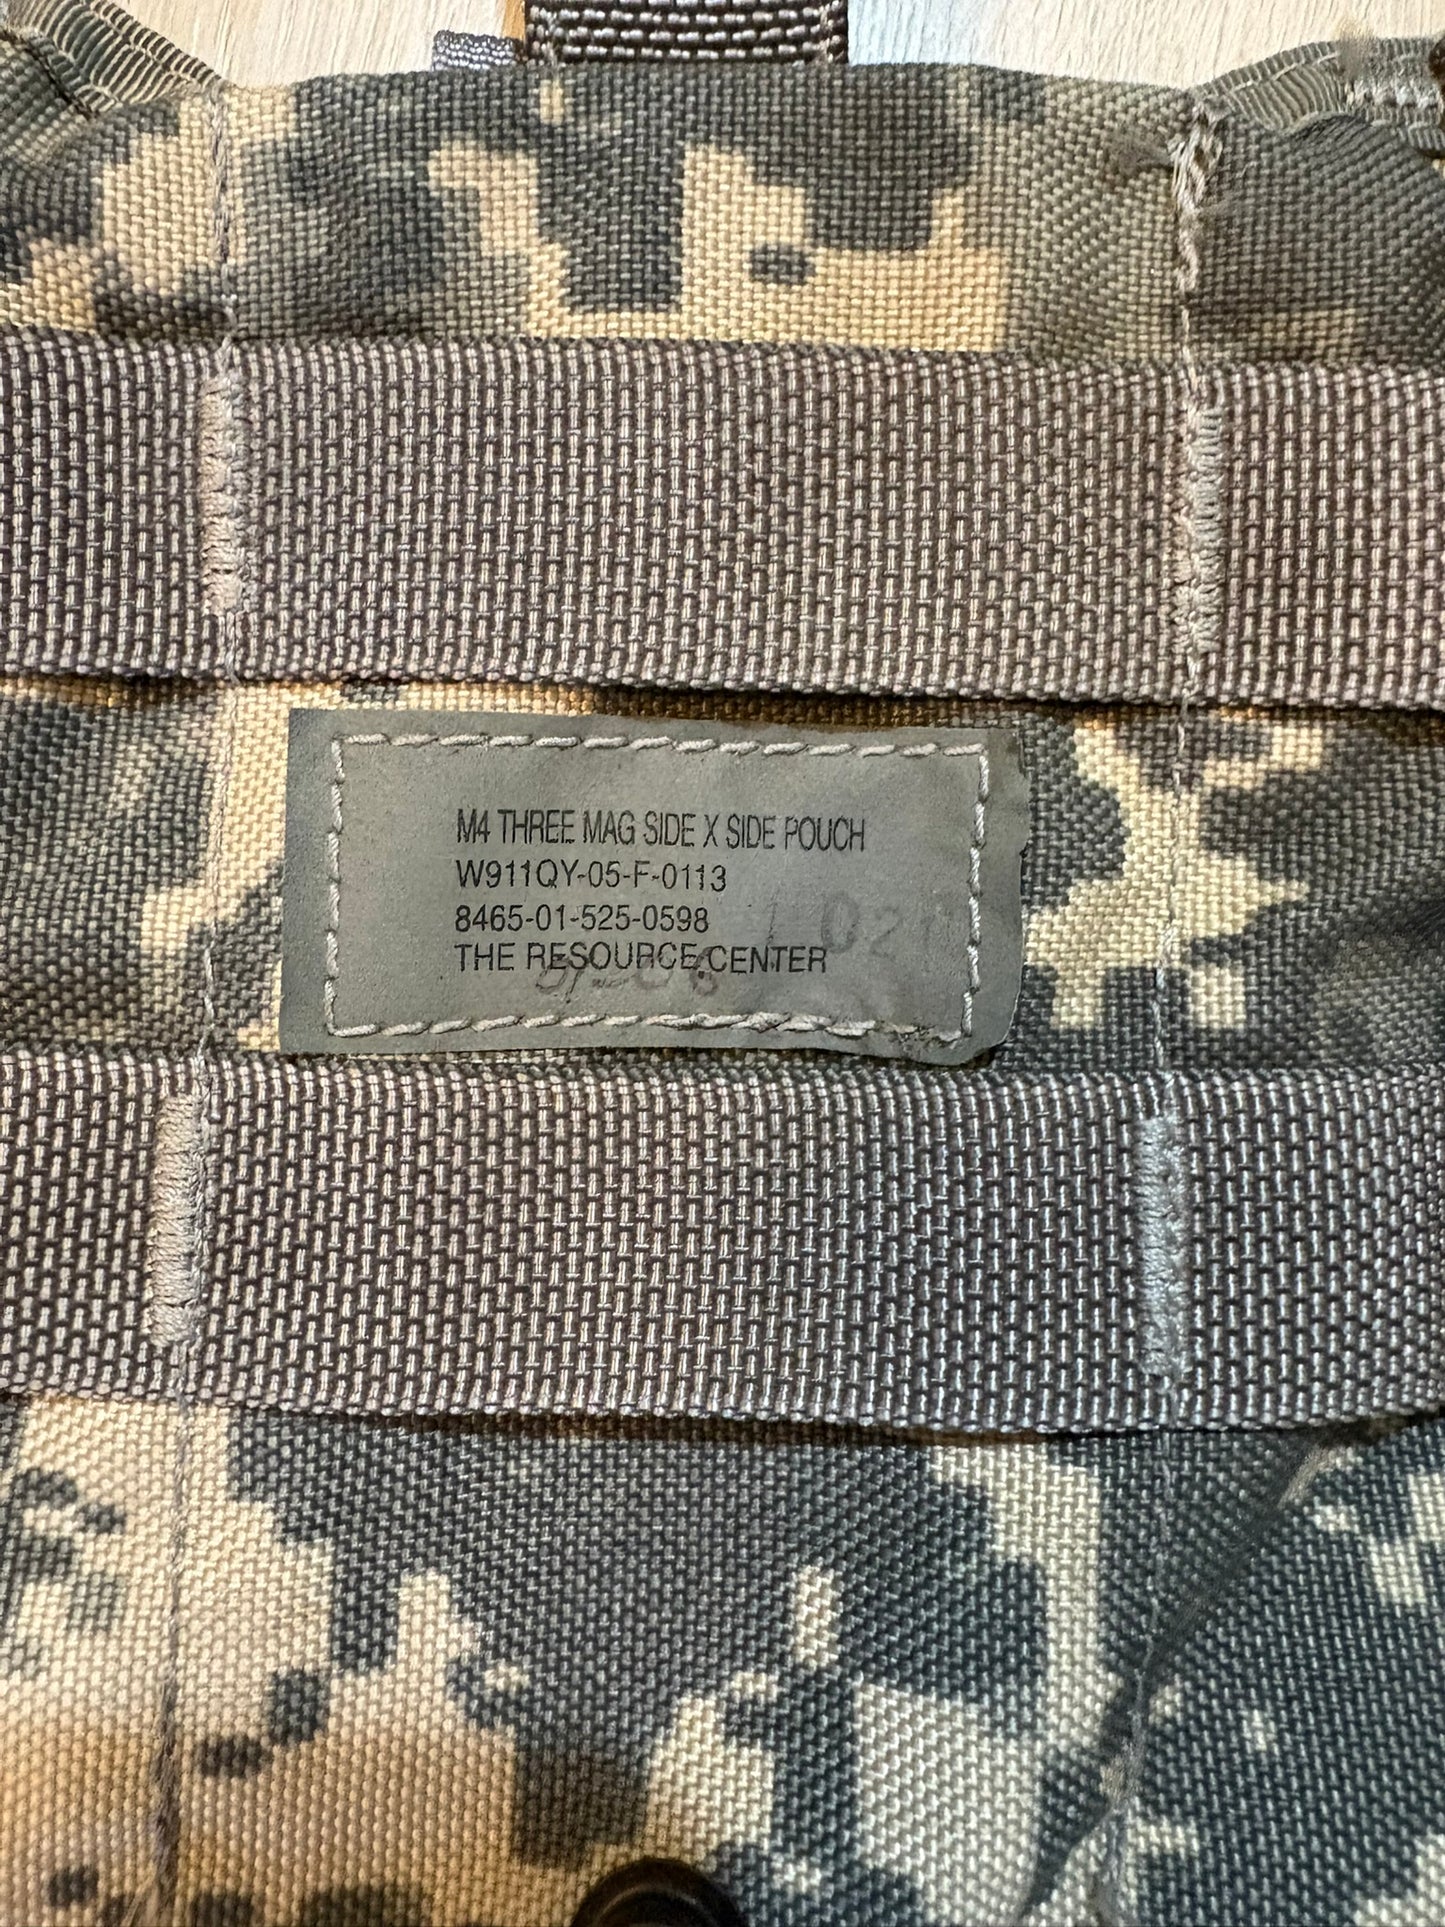 M4 THREE MAG SIDE X SIDE POUCH
W911QY-05-F-0113
8465-01-525-0598
THE RESOURCE CENTER